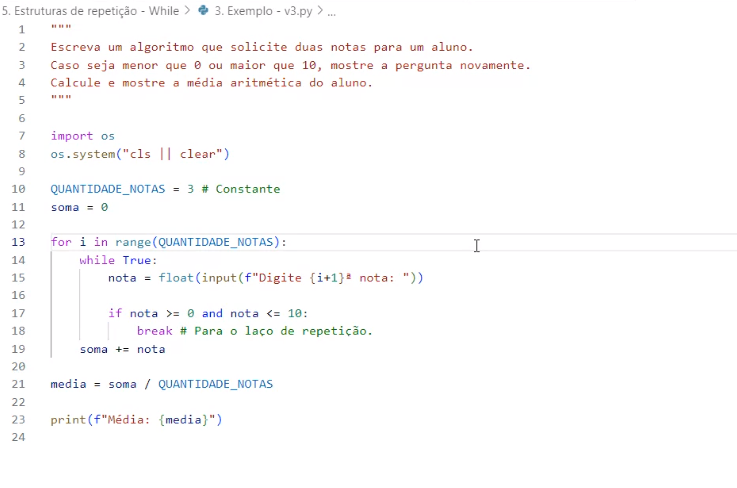 5. Estruturas de repetição - While > 3. Exemplo - v3.py > ...
1 """
2 Escreva um algoritmo que solicite duas notas para um aluno.
3 Caso seja menor que 0 ou maior que 10, mostre a pergunta novamente.
4 Calcule e mostre a média aritmética do aluno.
5 """
6
7 import os
8 os.system("cls || clear")
9
10 QUANTIDADE_NOTAS = 3 # Constante
11 soma = 0
12
13 for i in range(QUANTIDADE_NOTAS):
14     while True:
15         nota = float(input(f"Digite {i+1}ª nota: "))
16
17         if nota >= 0 and nota <= 10:
18             break # Para o laço de repetição.
19     soma += nota
20
21 media = soma / QUANTIDADE_NOTAS
22
23 print(f"Média: {media}")
24